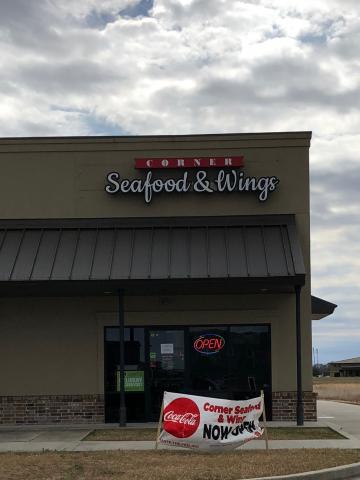 CORNER
Seafood & Wings
OPEN
Coca-Cola
Corner Seafood
& Wings
NOW OPEN